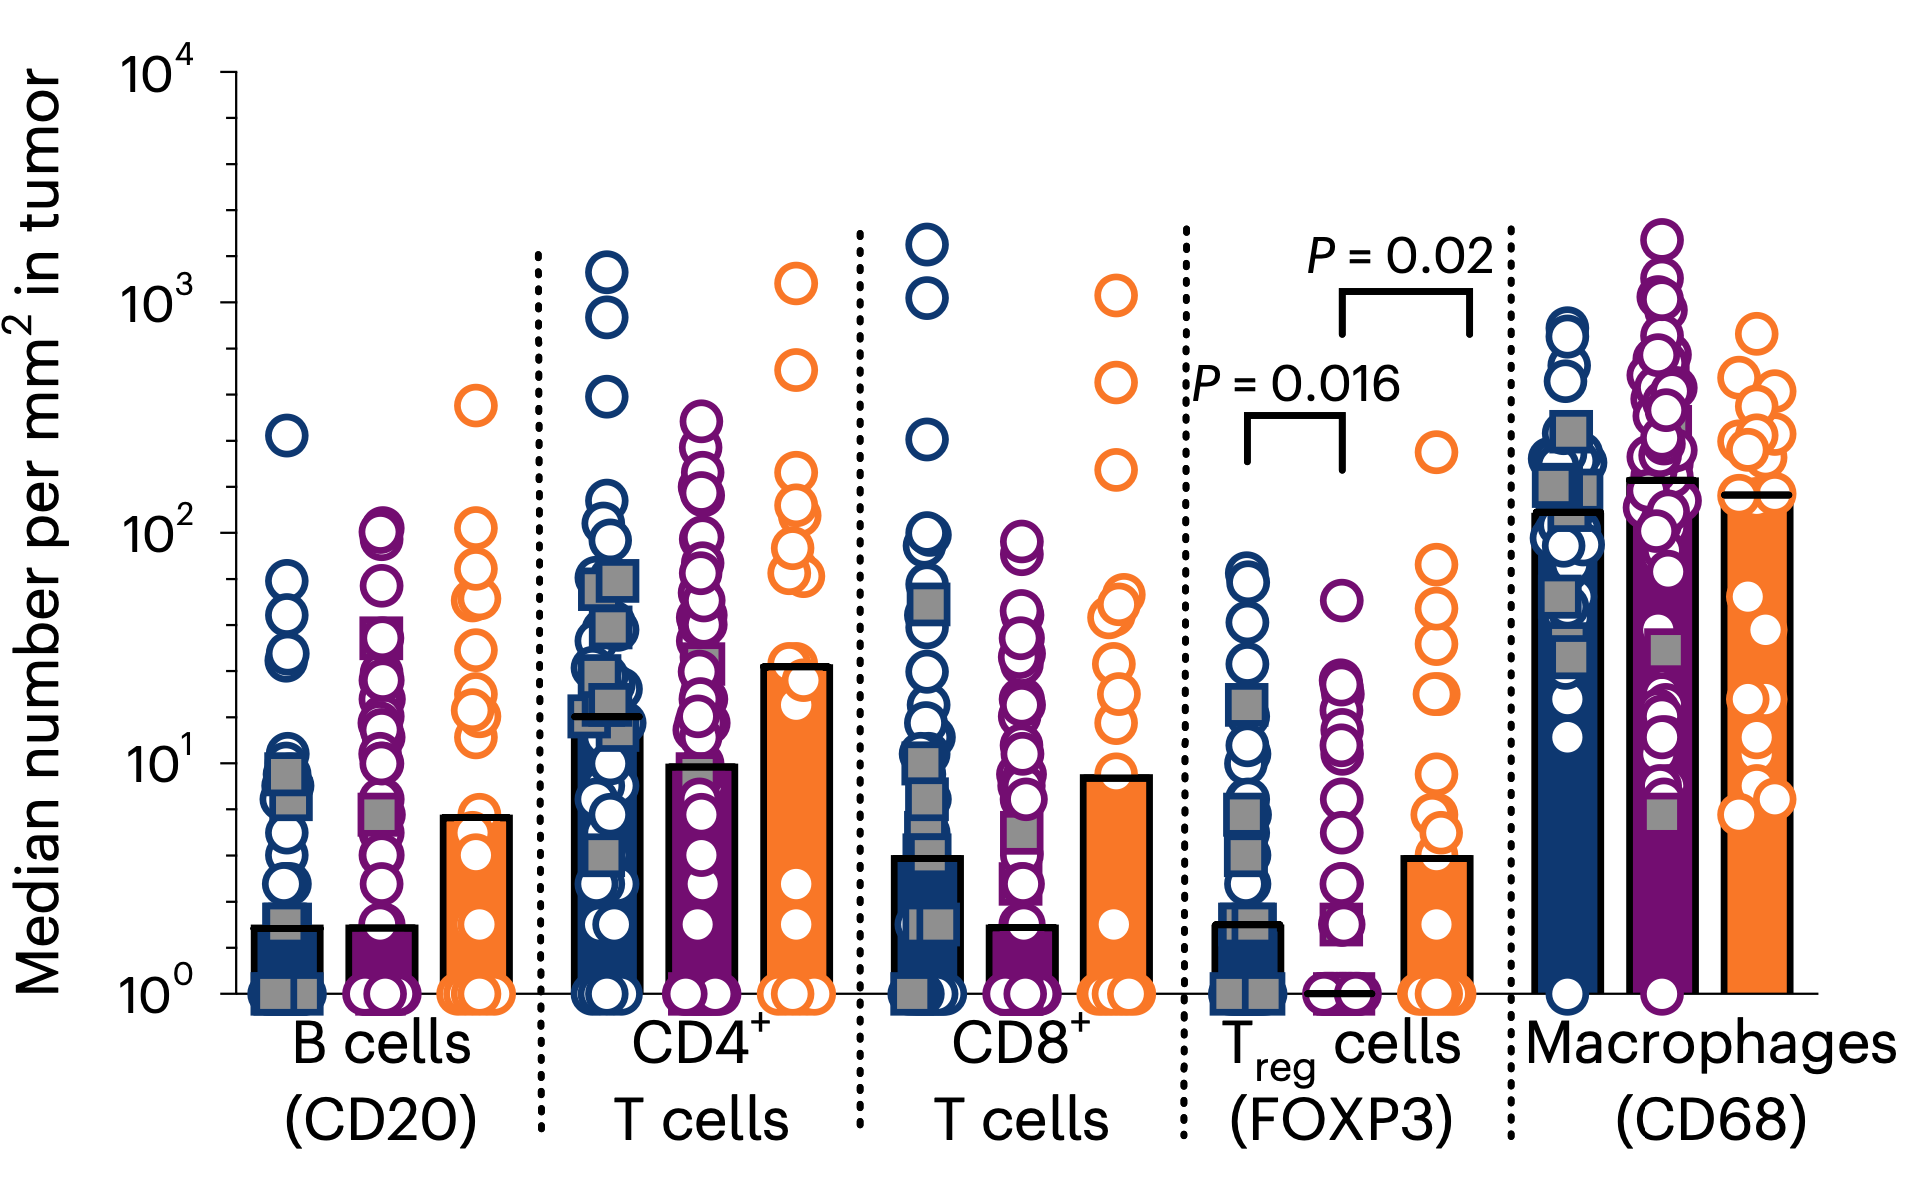 Median number per mm² in tumor
10⁴
10³
10²
10¹
10⁰
P = 0.02
P = 0.016
B cells
(CD20)
CD4⁺
T cells
CD8⁺
T cells
Treg cells
(FOXP3)
Macrophages
(CD68)